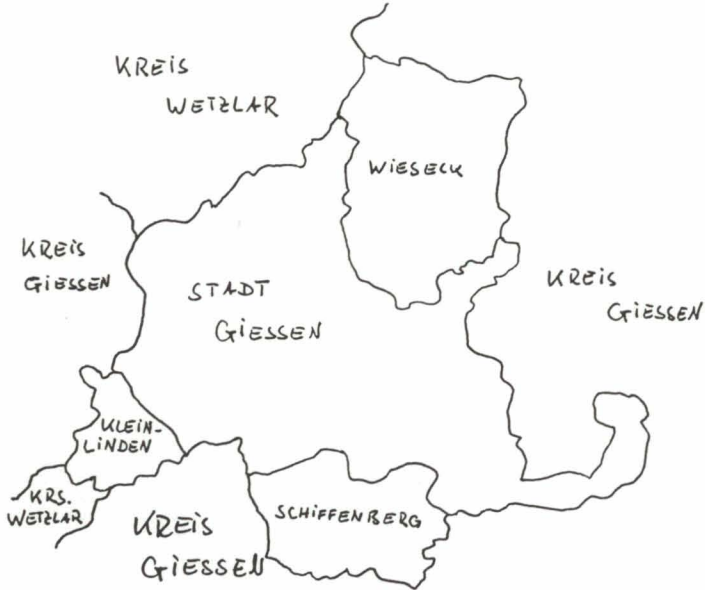 KREiS
WETZLAR
WiESECK
KREiS
GiESSEN
STADT
GiESSEN
KREiS
GiESSEN
KLEiN-
LiNDEN
KRS.
WETZLAR
KREiS
GiESSEN
SCHiFFENBERG